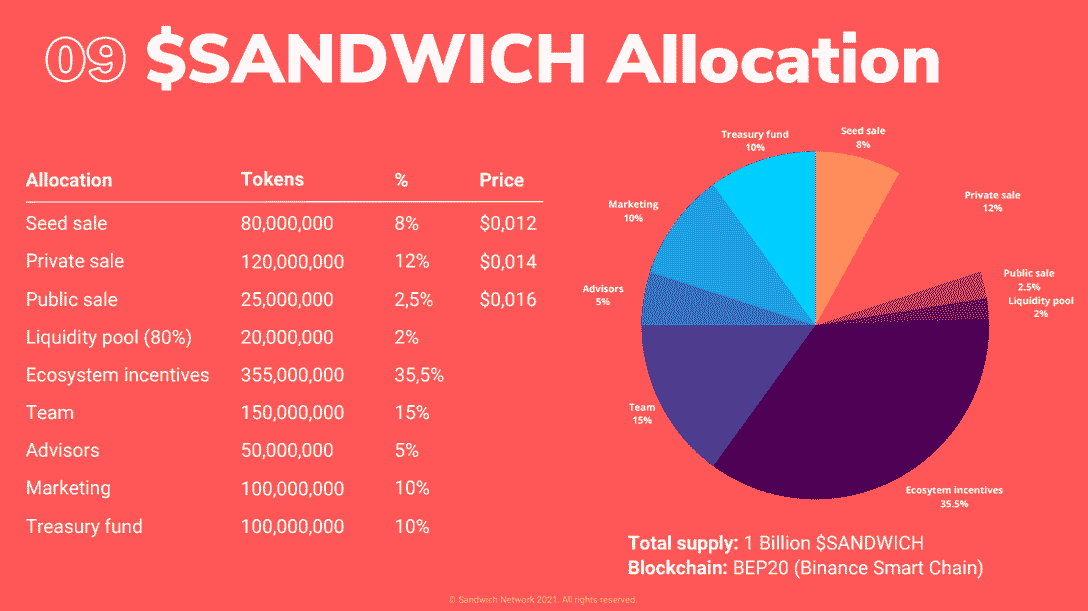 09 $SANDWICH Allocation
Allocation Tokens % Price
Seed sale 80,000,000 8% $0,012
Private sale 120,000,000 12% $0,014
Public sale 25,000,000 2,5% $0,016
Liquidity pool (80%) 20,000,000 2%
Ecosystem incentives 355,000,000 35,5%
Team 150,000,000 15%
Advisors 50,000,000 5%
Marketing 100,000,000 10%
Treasury fund 100,000,000 10%
Treasury fund
10%
Seed sale
8%
Private sale
12%
Marketing
10%
Public sale
2.5%
Advisors
5%
Liquidity pool
2%
Team
15%
Ecosytem incentives
35.5%
Total supply: 1 Billion $SANDWICH
Blockchain: BEP20 (Binance Smart Chain)
© Sandwich Network 2021. All rights reserved.